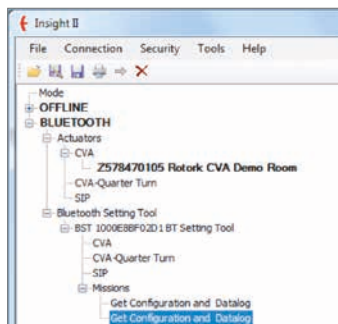 Insight II
File Connection Security Tools Help
Mode
OFFLINE
BLUETOOTH
Actuators
CVA
Z578470105 Rotork CVA Demo Room
CVA-Quarter Turn
SIP
Bluetooth Setting Tool
BST 1000E8BF02D1 BT Setting Tool
CVA
CVA-Quarter Turn
SIP
Missions
Get Configuration and Datalog
Get Configuration and Datalog